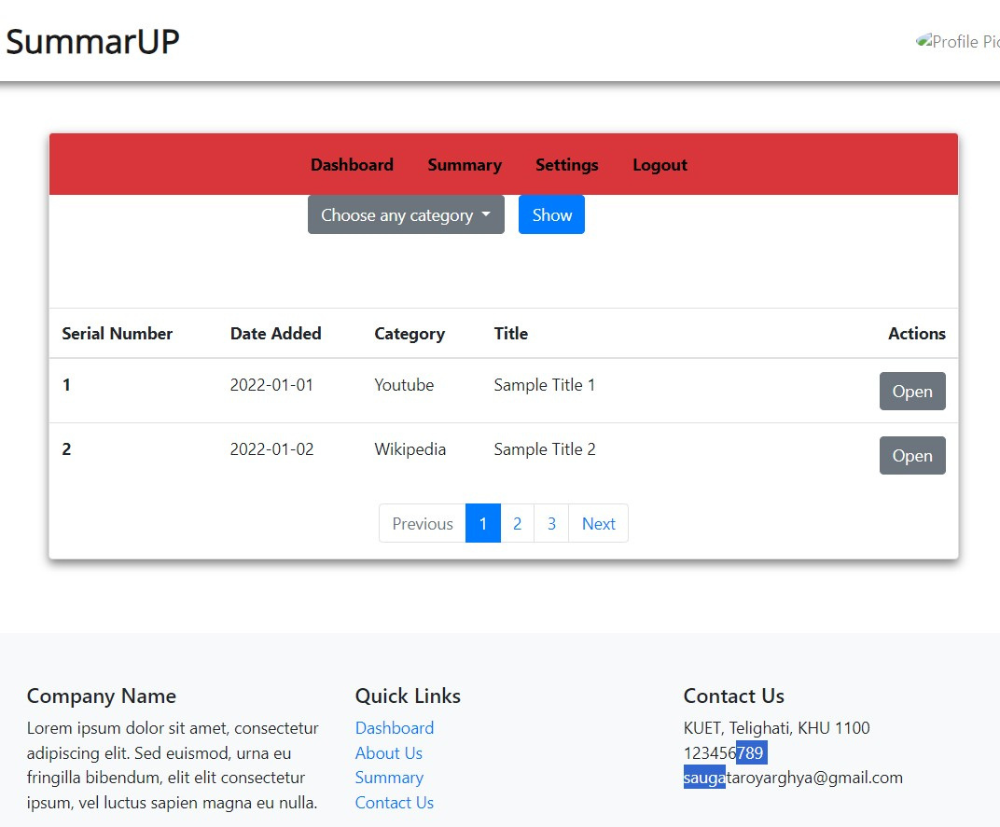 SummarUP
Profile Pic
Dashboard Summary Settings Logout
Choose any category Show
Serial Number Date Added Category Title Actions
1 2022-01-01 Youtube Sample Title 1 Open
2 2022-01-02 Wikipedia Sample Title 2 Open
Previous 1 2 3 Next
Company Name
Lorem ipsum dolor sit amet, consectetur
adipiscing elit. Sed euismod, urna eu
fringilla bibendum, elit elit consectetur
ipsum, vel luctus sapien magna eu nulla.
Quick Links
Dashboard
About Us
Summary
Contact Us
Contact Us
KUET, Telighati, KHU 1100
123456789
saugataroyarghya@gmail.com